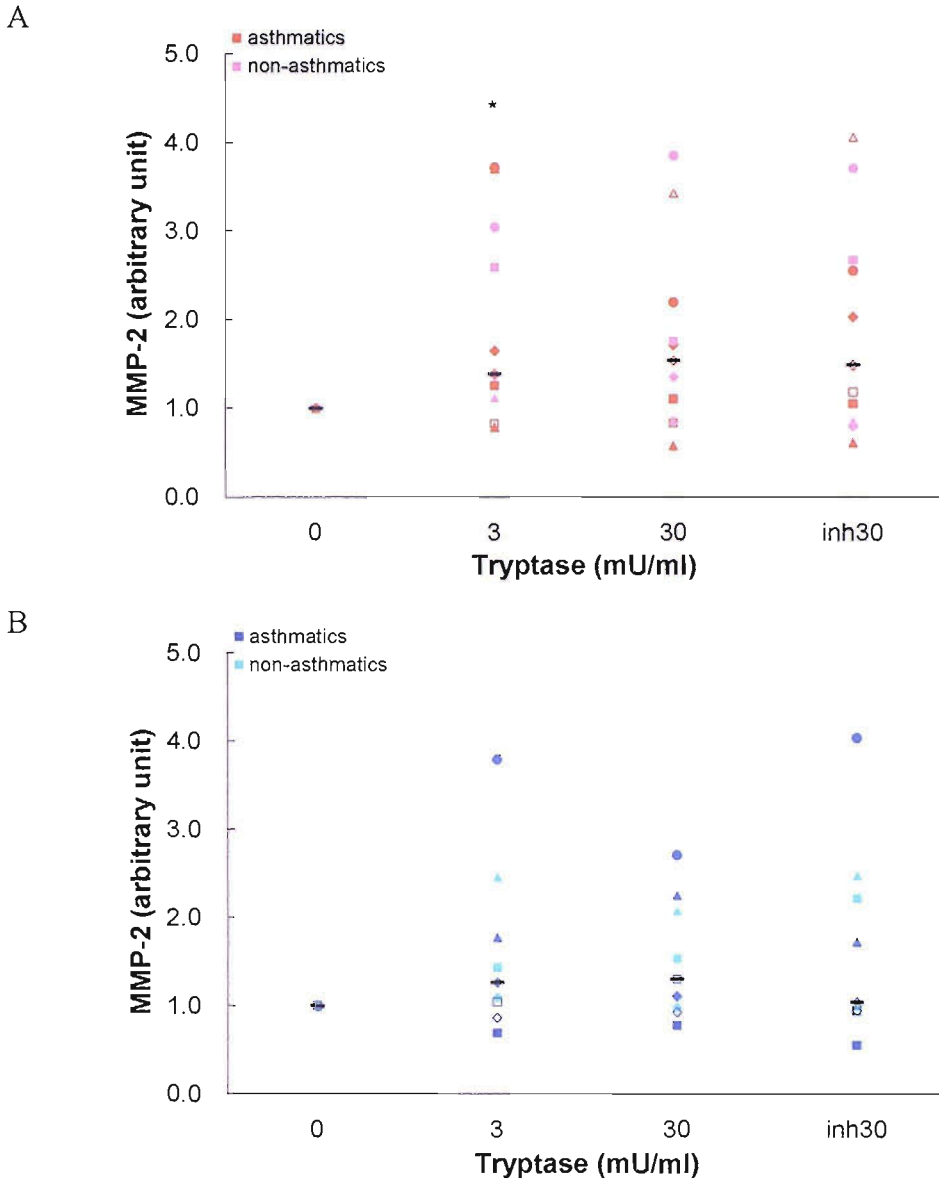 A
asthmatics
non-asthmatics
5.0
4.0
3.0
2.0
1.0
0.0
MMP-2 (arbitrary unit)
*
0 3 30 inh30
Tryptase (mU/ml)
B
asthmatics
non-asthmatics
5.0
4.0
3.0
2.0
1.0
0.0
MMP-2 (arbitrary unit)
0 3 30 inh30
Tryptase (mU/ml)